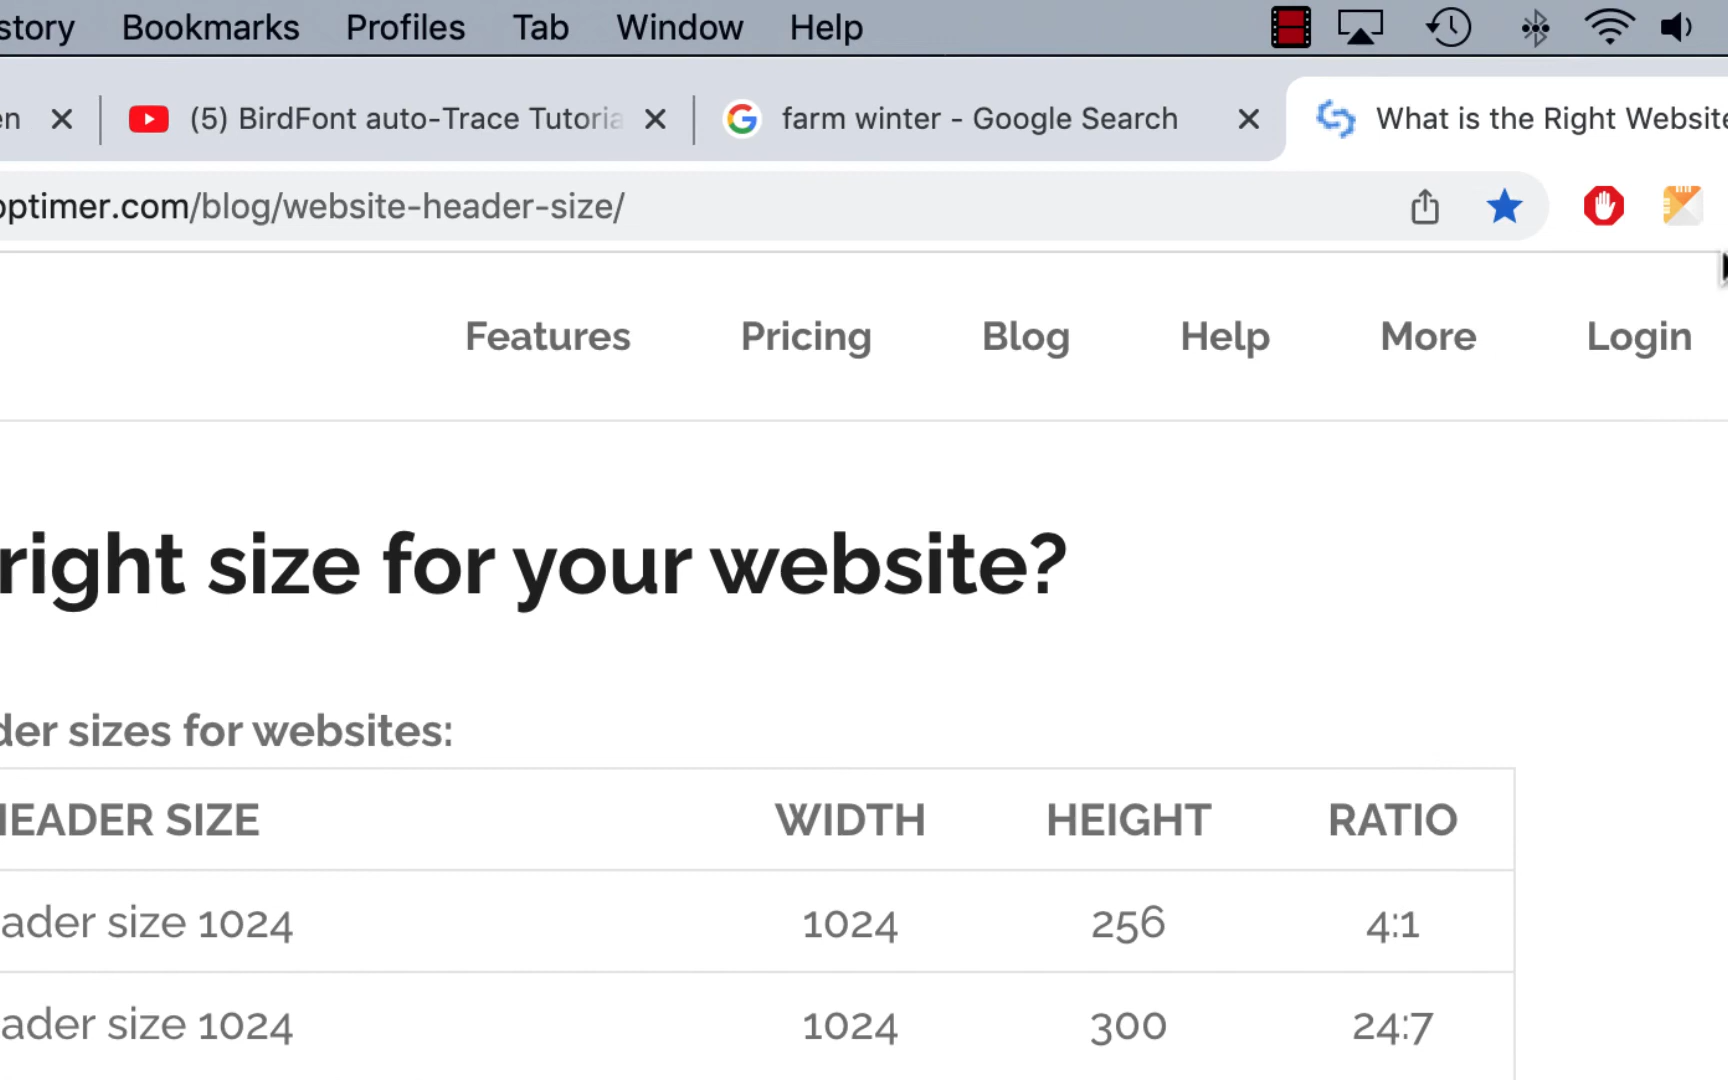 story Bookmarks Profiles Tab Window Help
en (5) BirdFont auto-Trace Tutoria farm winter - Google Search What is the Right Website
optimer.com/blog/website-header-size/
Features Pricing Blog Help More Login
right size for your website?
der sizes for websites:
HEADER SIZE WIDTH HEIGHT RATIO
ader size 1024 1024 256 4:1
ader size 1024 1024 300 24:7